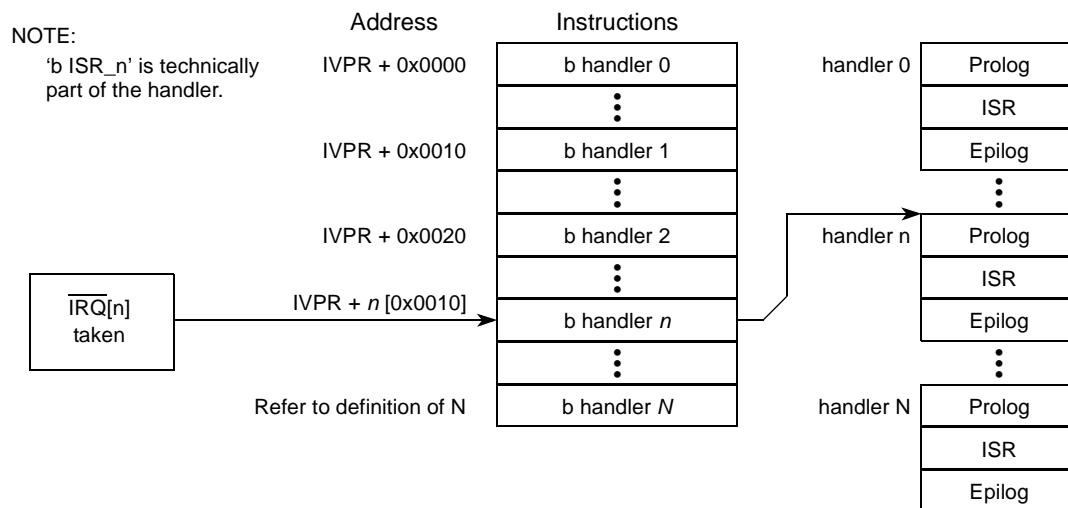 Address Instructions
NOTE:
‘b ISR_n’ is technically
part of the handler.
IVPR + 0x0000 b handler 0 handler 0 Prolog
ISR
IVPR + 0x0010 b handler 1 Epilog
IVPR + 0x0020 b handler 2 handler n Prolog
ISR
IRQ[n]
taken
IVPR + n [0x0010] b handler n Epilog
Refer to definition of N b handler N handler N Prolog
ISR
Epilog